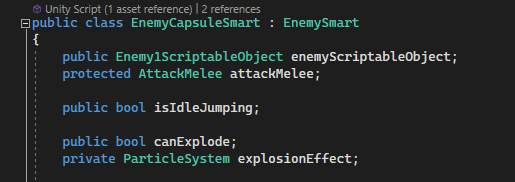 Unity Script (1 asset reference) | 2 references
public class EnemyCapsuleSmart : EnemySmart
{
public Enemy1ScriptableObject enemyScriptableObject;
protected AttackMelee attackMelee;
public bool isIdleJumping;
public bool canExplode;
private ParticleSystem explosionEffect;